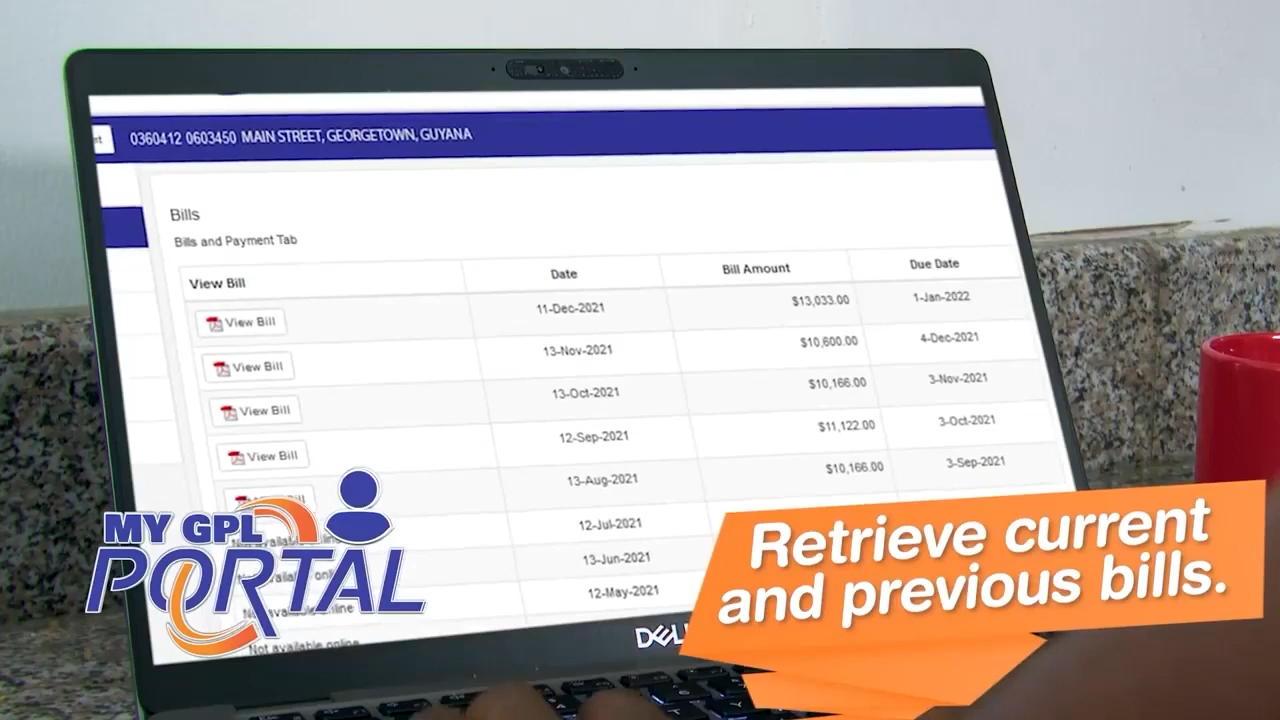 0360412 0603450 MAIN STREET, GEORGETOWN, GUYANA
Bills
Bills and Payment Tab
View Bill Date Bill Amount Due Date
View Bill 11-Dec-2021 $13,033.00 1-Jan-2022
View Bill 13-Nov-2021 $10,600.00 4-Dec-2021
View Bill 13-Oct-2021 $10,166.00 3-Nov-2021
View Bill 12-Sep-2021 $11,122.00 3-Oct-2021
13-Aug-2021 $10,166.00 3-Sep-2021
12-Jul-2021
13-Jun-2021
12-May-2021
Not available online
MY GPL
PORTAL
Retrieve current
and previous bills.